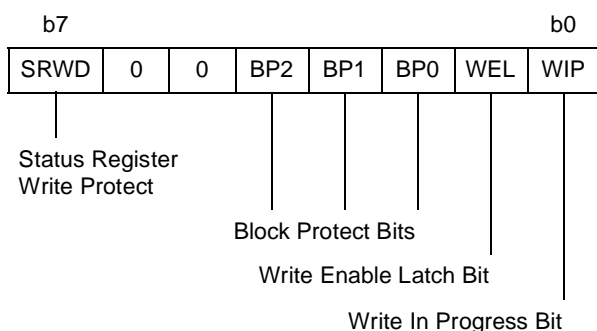 b7 b0
SRWD 0 0 BP2 BP1 BP0 WEL WIP
Status Register
Write Protect
Block Protect Bits
Write Enable Latch Bit
Write In Progress Bit